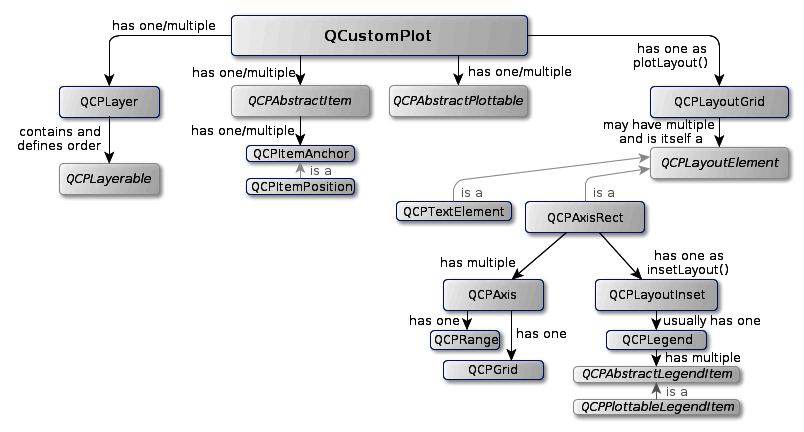 QCustomPlot
has one/multiple
has one/multiple
has one/multiple
has one as
plotLayout()
QCPLayer
QCPAbstractItem
QCPAbstractPlottable
QCPLayoutGrid
contains and
defines order
has one/multiple
may have multiple
and is itself a
QCPLayerable
QCPItemAnchor
is a
QCPItemPosition
QCPLayoutElement
is a
is a
QCPTextElement
QCPAxisRect
has multiple
has one as
insetLayout()
QCPAxis
QCPLayoutInset
has one
has one
usually has one
QCPRange
QCPLegend
QCPGrid
has multiple
QCPAbstractLegendItem
is a
QCPPlottableLegendItem